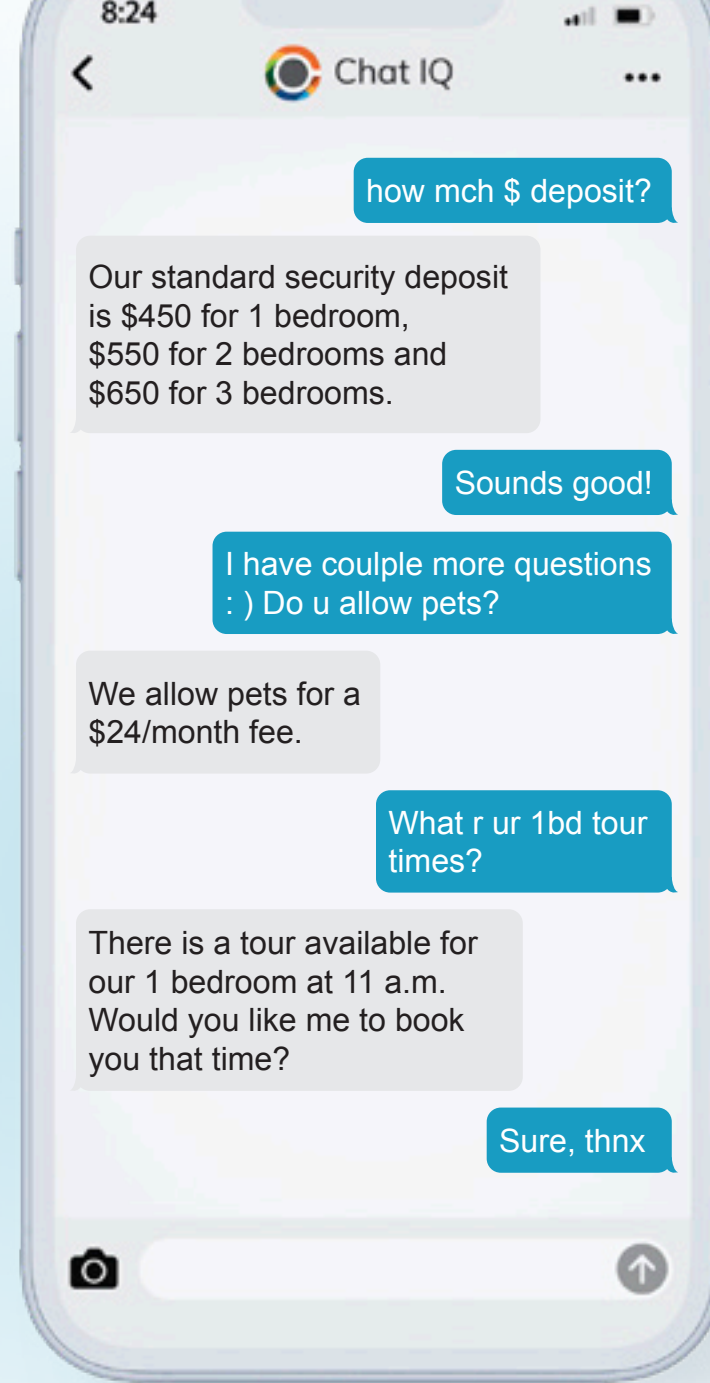 8:24
Chat IQ
how mch $ deposit?
Our standard security deposit
is $450 for 1 bedroom,
$550 for 2 bedrooms and
$650 for 3 bedrooms.
Sounds good!
I have coulple more questions
: ) Do u allow pets?
We allow pets for a
$24/month fee.
What r ur 1bd tour
times?
There is a tour available for
our 1 bedroom at 11 a.m.
Would you like me to book
you that time?
Sure, thnx